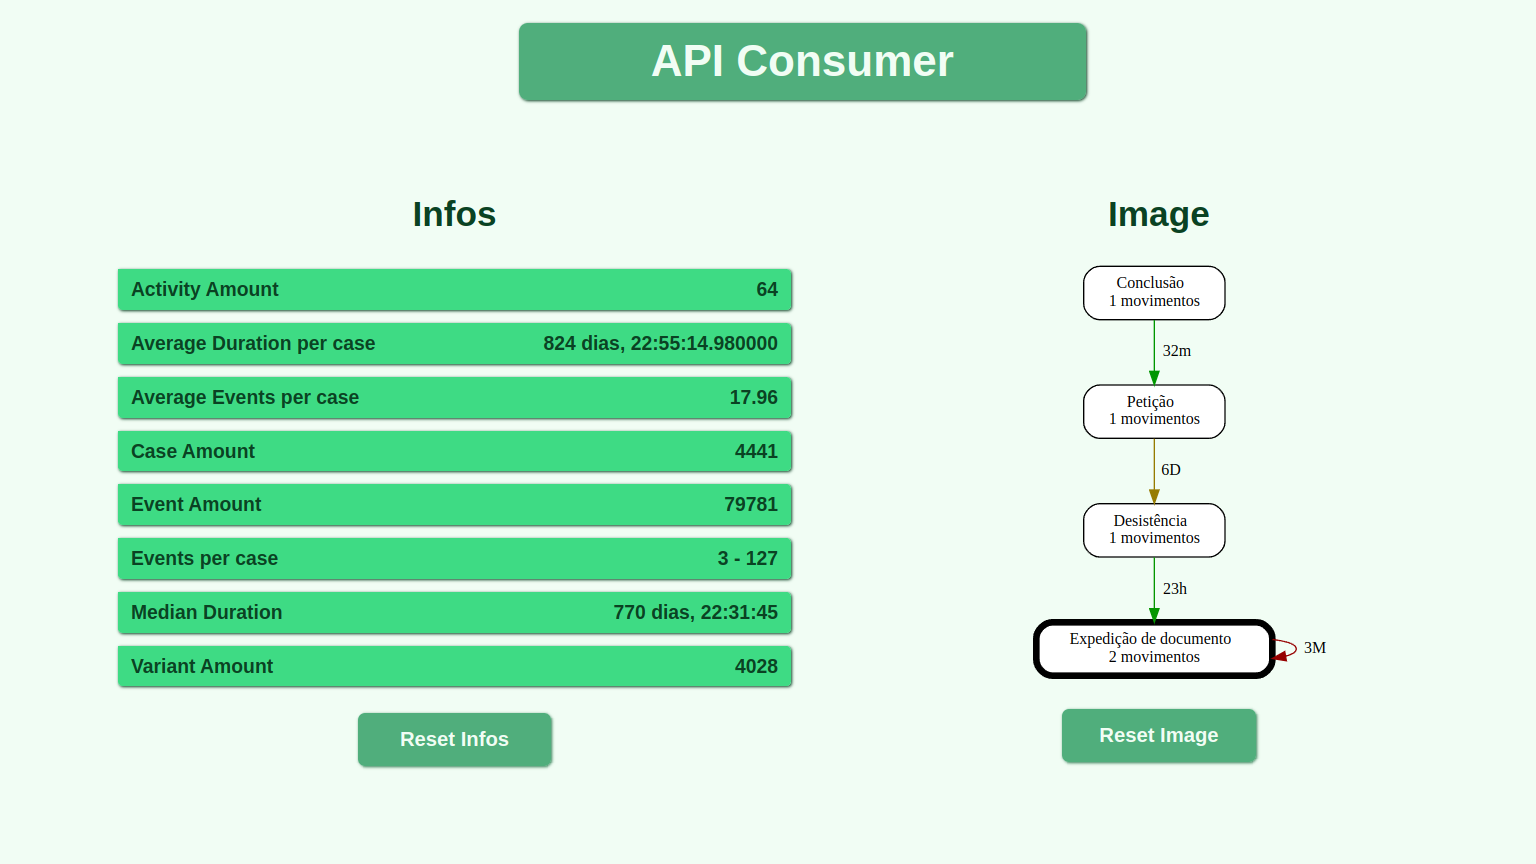 API Consumer
Infos
Activity Amount 64
Average Duration per case 824 dias, 22:55:14.980000
Average Events per case 17.96
Case Amount 4441
Event Amount 79781
Events per case 3 - 127
Median Duration 770 dias, 22:31:45
Variant Amount 4028
Reset Infos
Image
Conclusão
1 movimentos
32m
Petição
1 movimentos
6D
Desistência
1 movimentos
23h
Expedição de documento
2 movimentos
3M
Reset Image